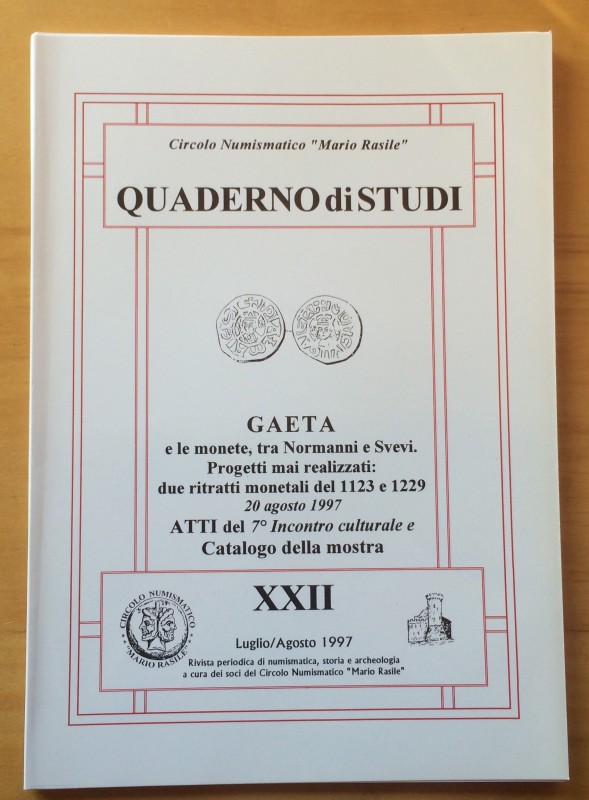 Circolo Numismatico "Mario Rasile"
QUADERNO di STUDI
GAETA
e le monete, tra Normanni e Svevi.
Progetti mai realizzati:
due ritratti monetali del 1123 e 1229
20 agosto 1997
ATTI del 7° Incontro culturale e
Catalogo della mostra
XXII
CIRCOLO NUMISMATICO
"MARIO RASILE"
Luglio/Agosto 1997
Rivista periodica di numismatica, storia e archeologia
a cura dei soci del Circolo Numismatico "Mario Rasile"